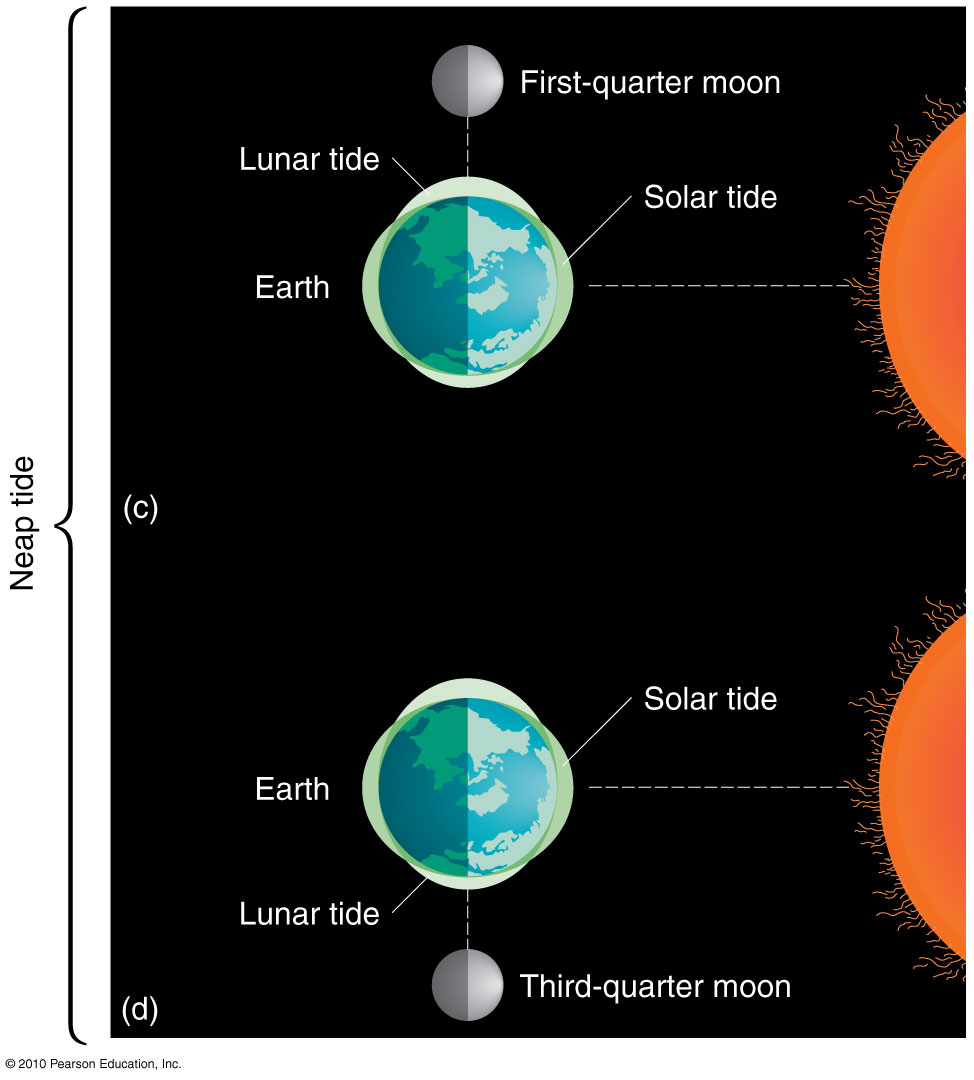 First-quarter moon
Lunar tide
Solar tide
Earth
(c)
Neap tide
Solar tide
Earth
Lunar tide
Third-quarter moon
(d)
© 2010 Pearson Education, Inc.